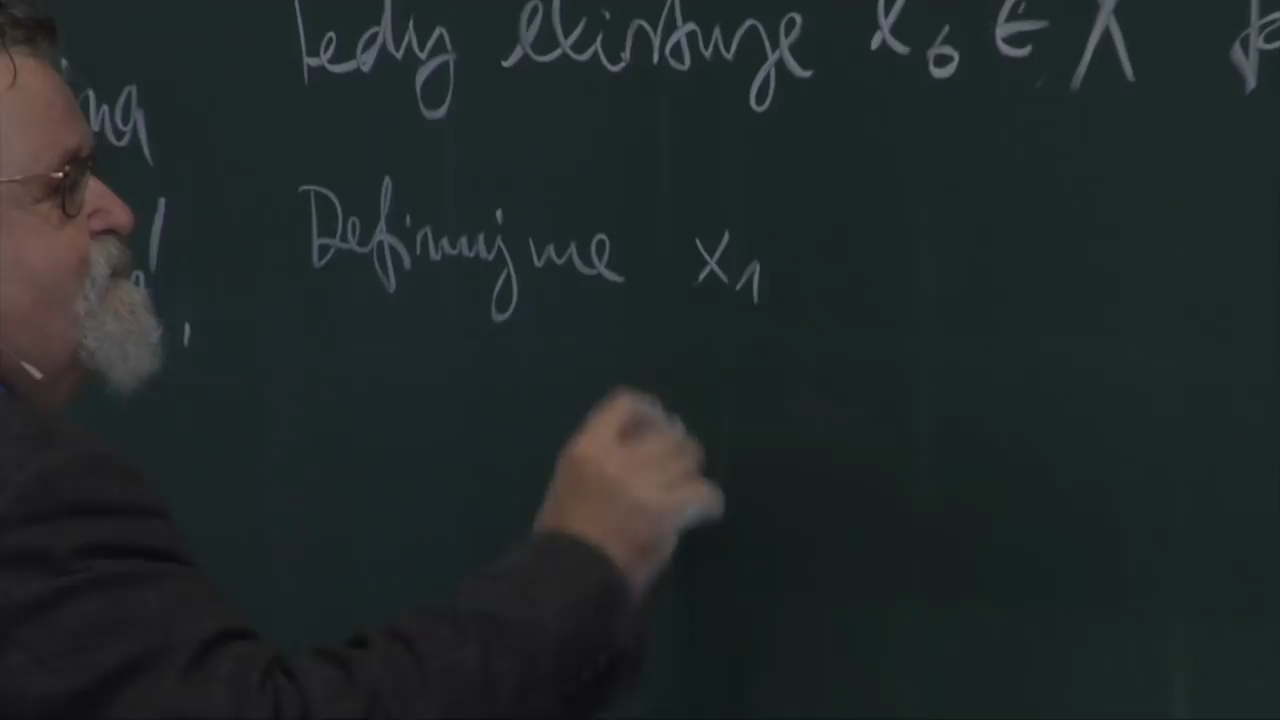 Tedy existuje x₀ ∈ X
Definujme x₁